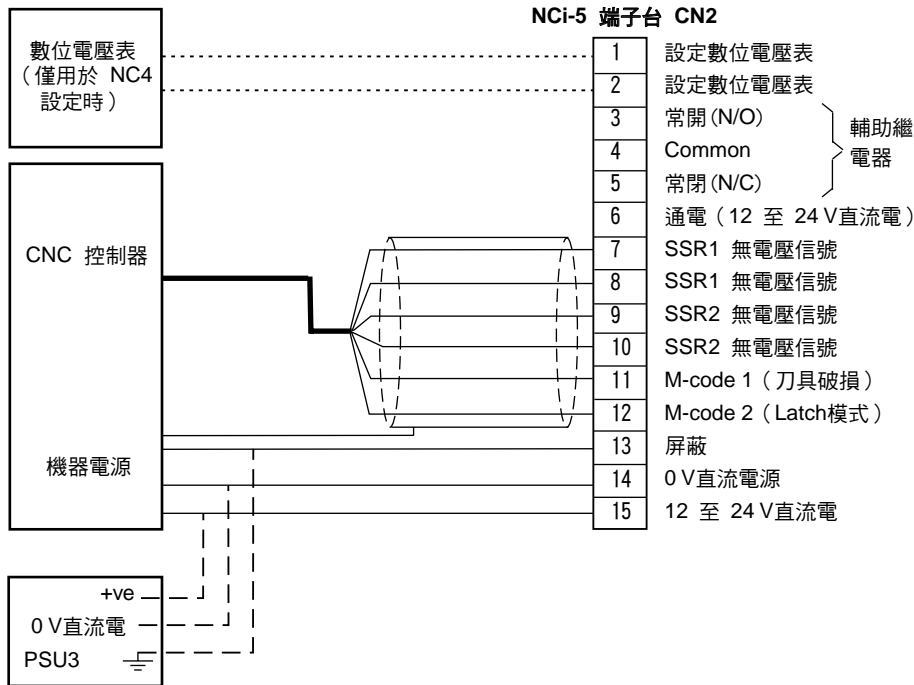 NCi-5 端子台 CN2
數位電壓表
（僅用於 NC4
設定時）
1 設定數位電壓表
2 設定數位電壓表
3 常開(N/O)
4 Common
5 常閉(N/C)
輔助繼
電器
6 通電（12 至 24 V直流電）
7 SSR1 無電壓信號
8 SSR1 無電壓信號
9 SSR2 無電壓信號
10 SSR2 無電壓信號
11 M-code 1（刀具破損）
12 M-code 2（Latch模式）
13 屏蔽
14 0 V直流電源
15 12 至 24 V直流電
CNC 控制器
機器電源
+ve
0 V直流電
PSU3